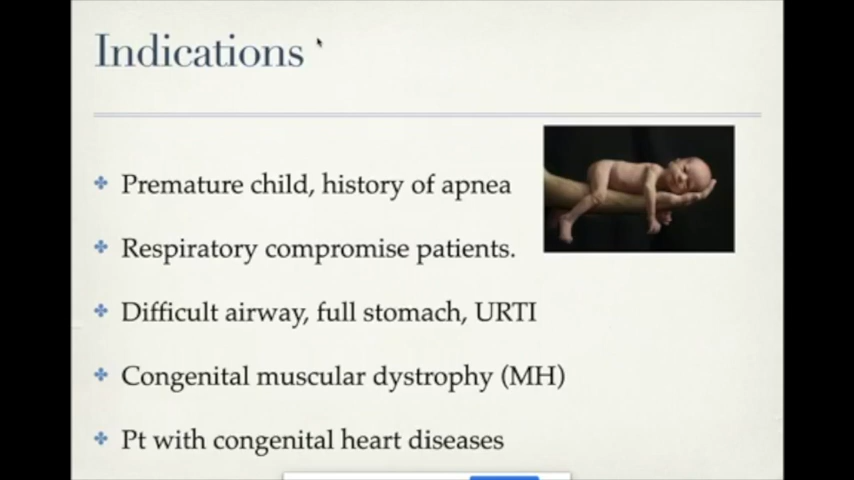 Indications
Premature child, history of apnea
Respiratory compromise patients.
Difficult airway, full stomach, URTI
Congenital muscular dystrophy (MH)
Pt with congenital heart diseases